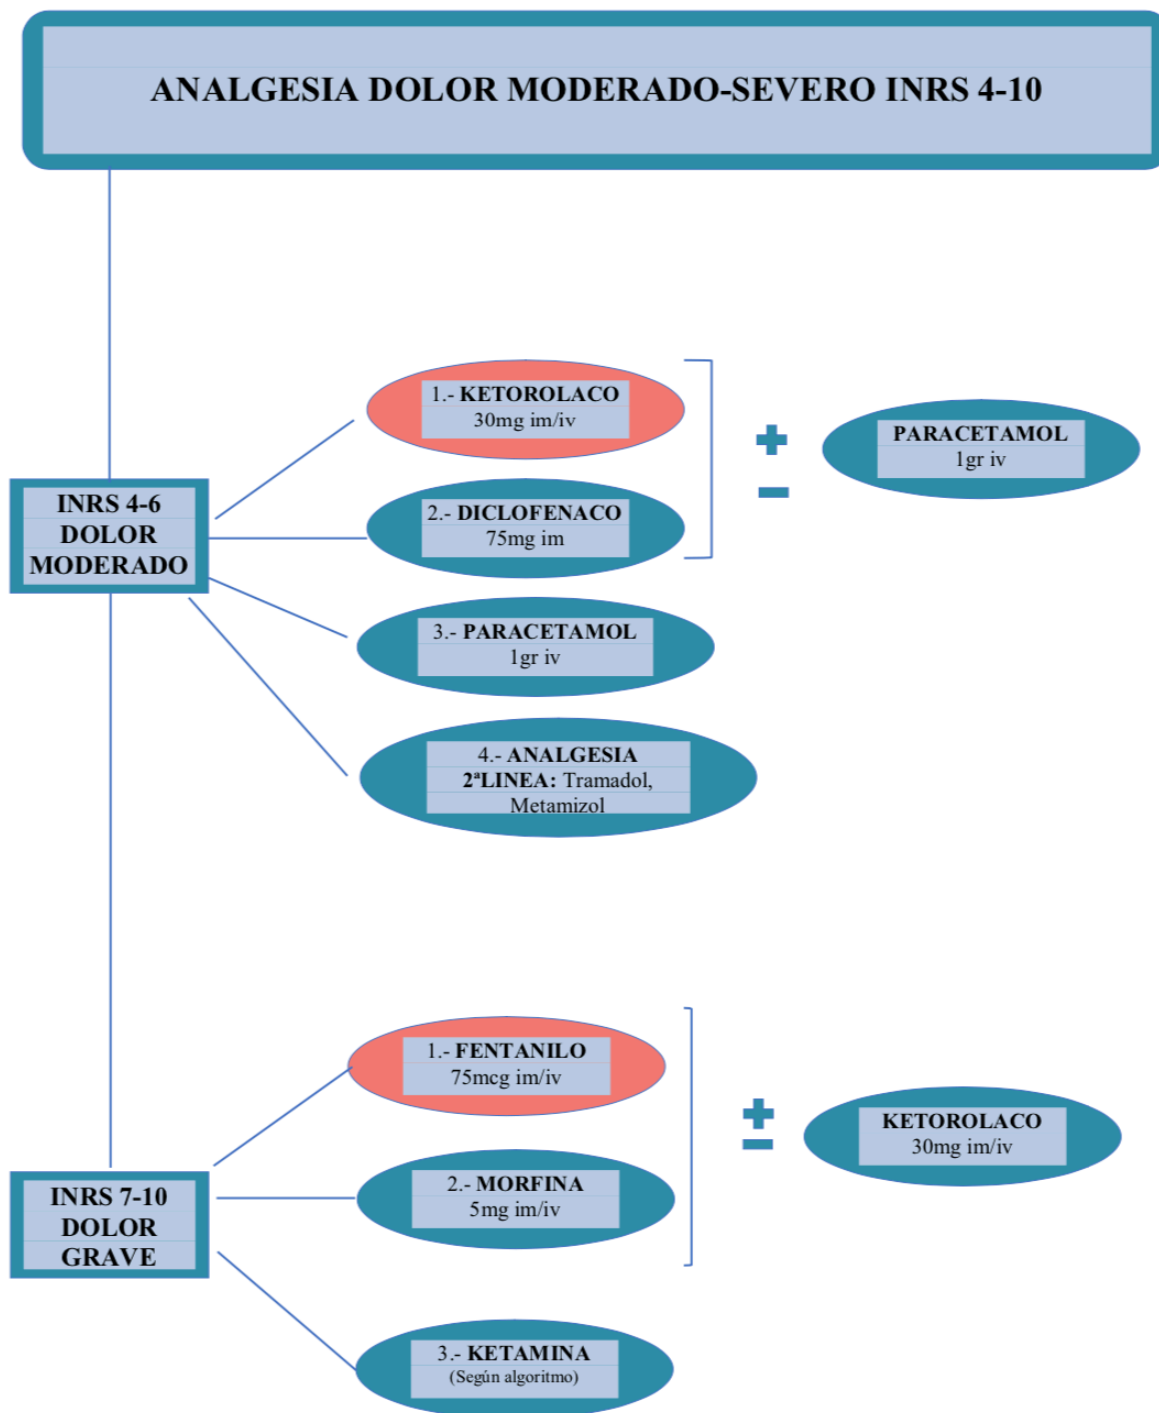 ANALGESIA DOLOR MODERADO-SEVERO INRS 4-10
1.- KETOROLACO
30mg im/iv
PARACETAMOL
1gr iv
INRS 4-6
DOLOR
MODERADO
2.- DICLOFENACO
75mg im
3.- PARACETAMOL
1gr iv
4.- ANALGESIA
2ªLINEA: Tramadol,
Metamizol
1.- FENTANILO
75mcg im/iv
KETOROLACO
30mg im/iv
INRS 7-10
DOLOR
GRAVE
2.- MORFINA
5mg im/iv
3.- KETAMINA
(Según algoritmo)